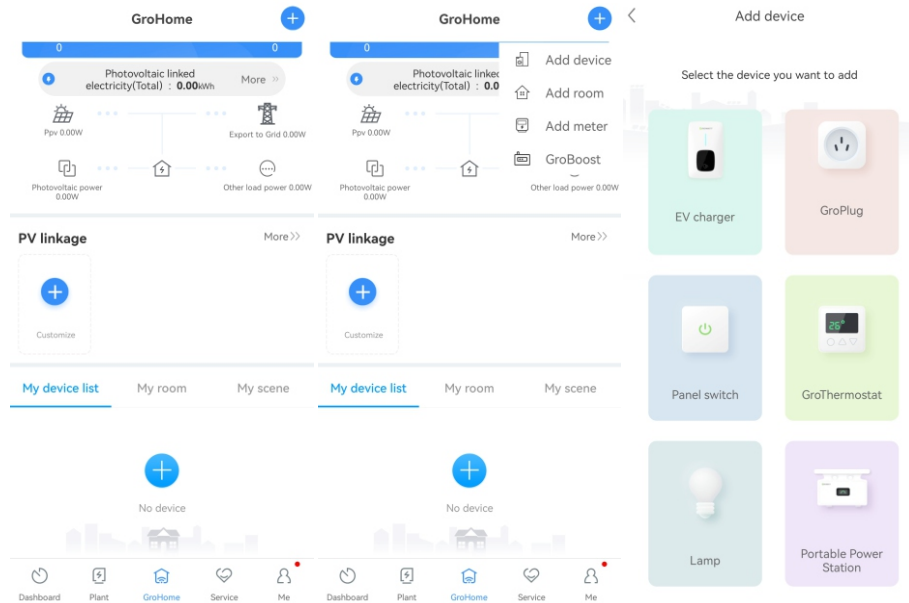 GroHome
0 0
Photovoltaic linked
electricity(Total) : 0.00kWh
More >>
Ppv 0.00W
Export to Grid 0.00W
Photovoltaic power
0.00W
Other load power 0.00W
PV linkage
More >>
Customize
My device list
My room
My scene
No device
Dashboard
Plant
GroHome
Service
Me
GroHome
0
Photovoltaic linked
electricity(Total) : 0.0
Add device
Add room
Add meter
GroBoost
Ppv 0.00W
Photovoltaic power
0.00W
Other load power 0.00W
PV linkage
More >>
Customize
My device list
My room
My scene
No device
Dashboard
Plant
GroHome
Service
Me
Add device
Select the device you want to add
EV charger
GroPlug
Panel switch
26°
GroThermostat
Lamp
Portable Power
Station